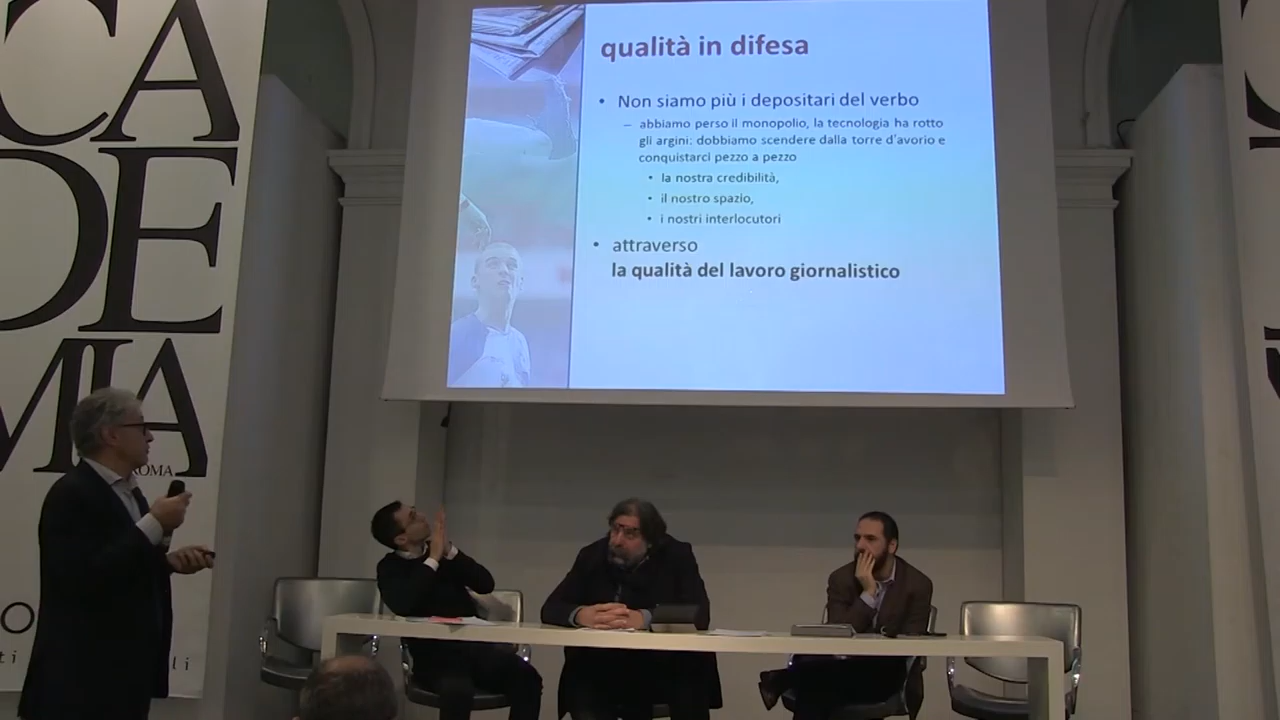 CA
DE
MIA
ROMA
qualità in difesa
• Non siamo più i depositari del verbo
– abbiamo perso il monopolio, la tecnologia ha rotto
gli argini: dobbiamo scendere dalla torre d'avorio e
conquistarci pezzo a pezzo
• la nostra credibilità,
• il nostro spazio,
• i nostri interlocutori
• attraverso
la qualità del lavoro giornalistico